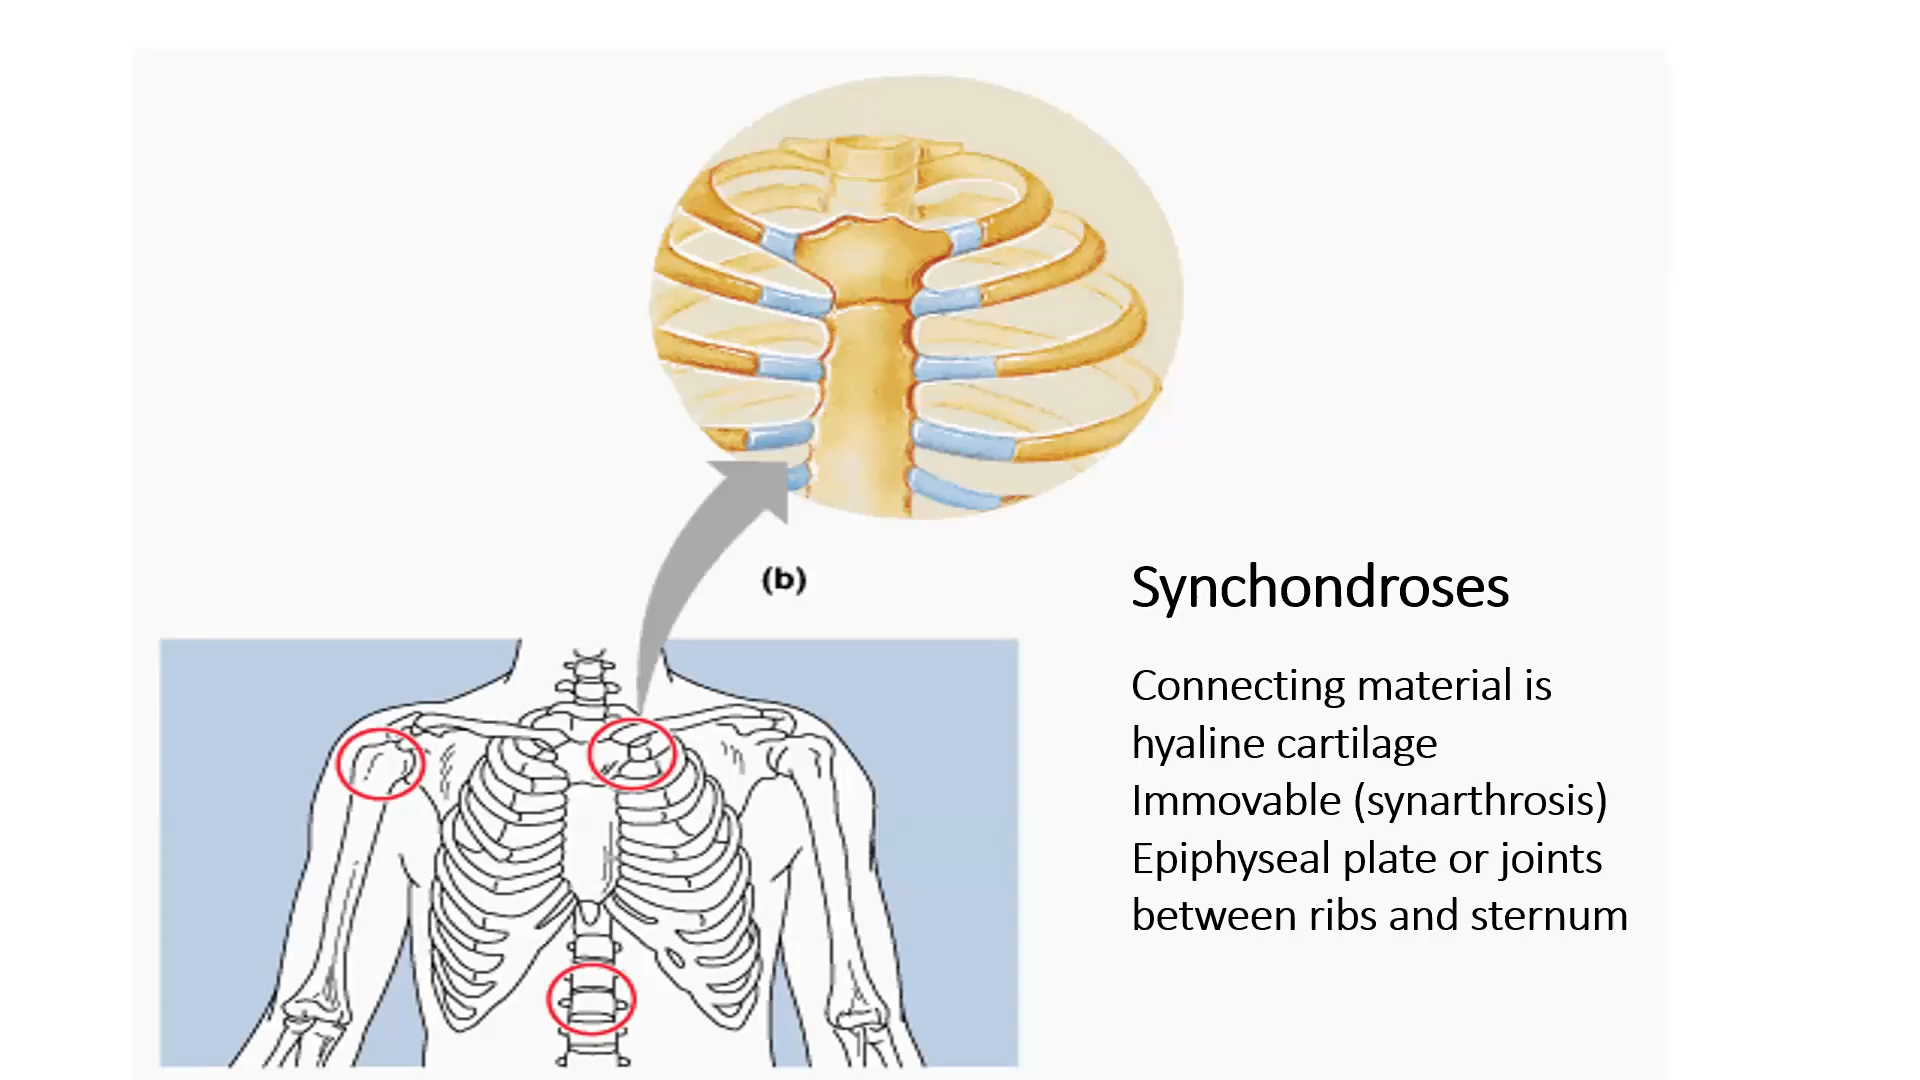 (b)
Synchondroses
Connecting material is
hyaline cartilage
Immovable (synarthrosis)
Epiphyseal plate or joints
between ribs and sternum